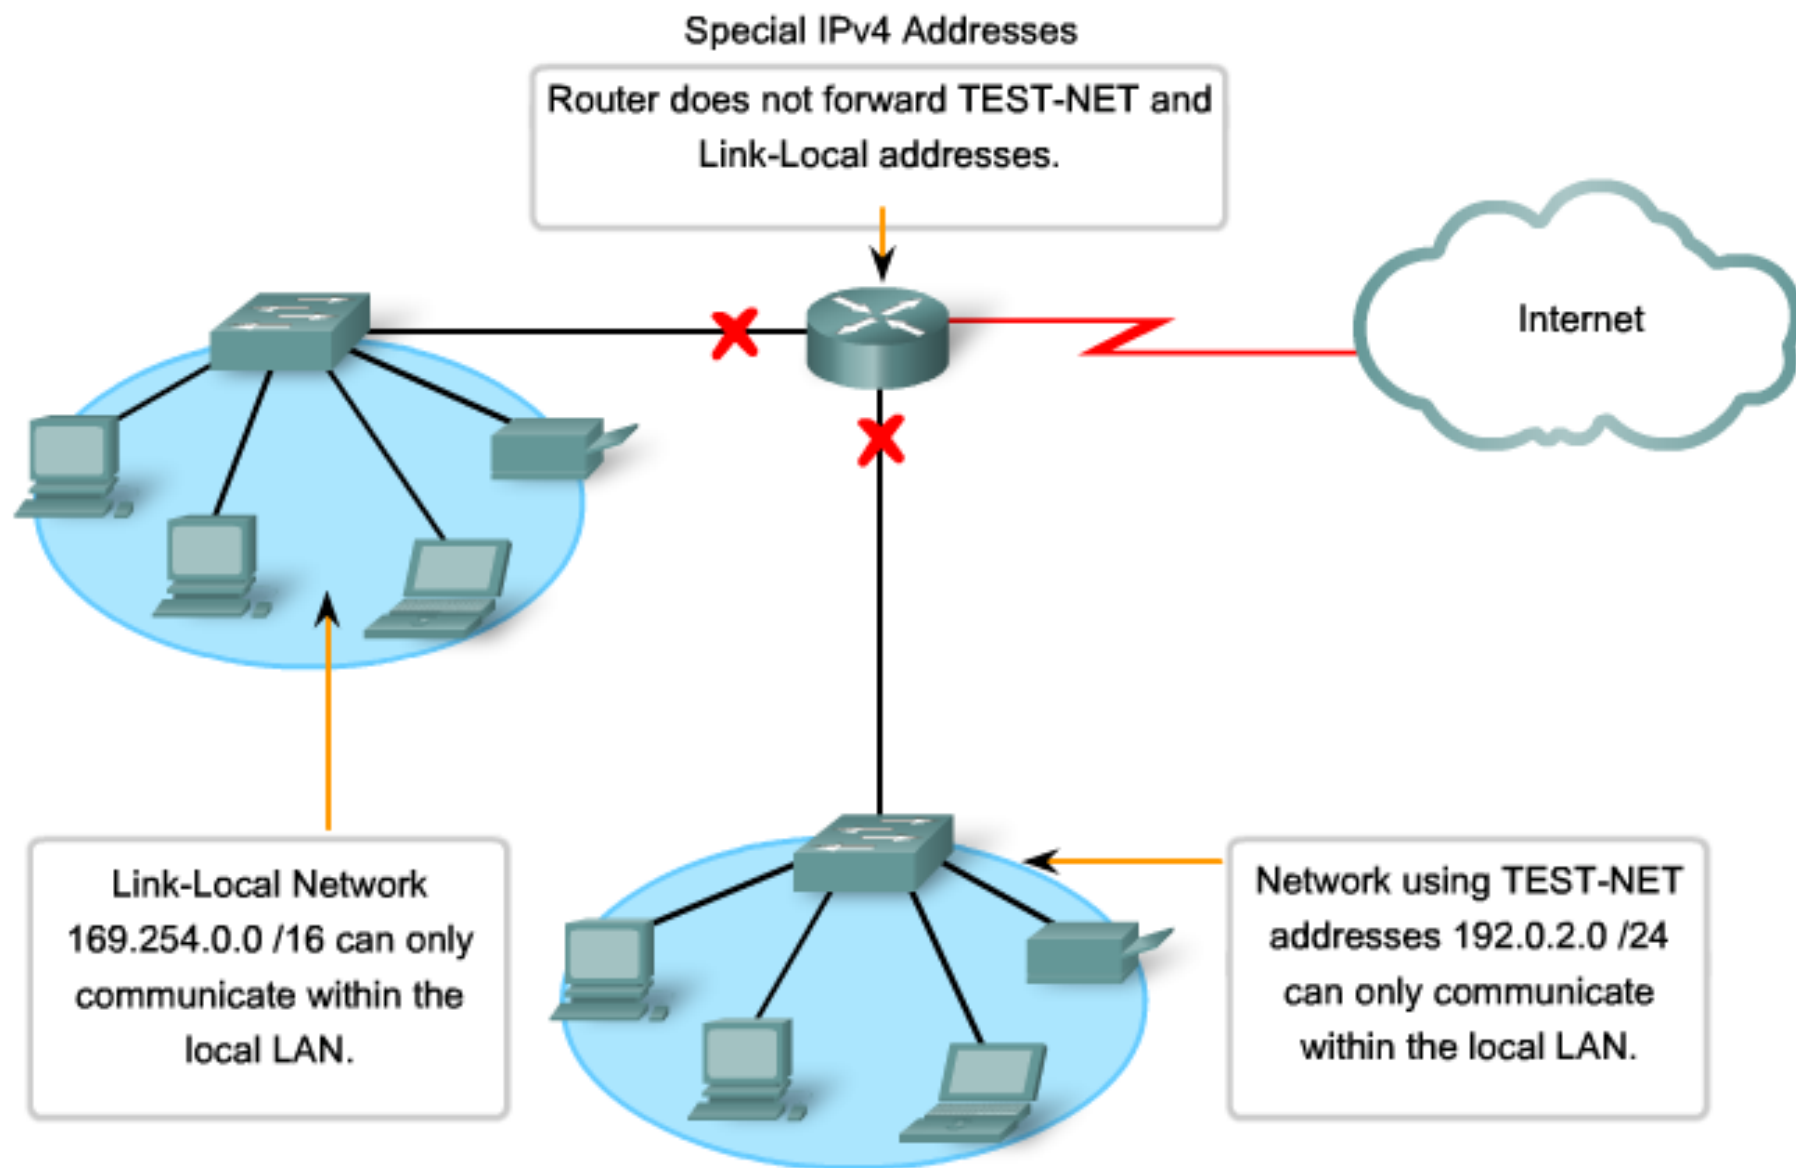 Special IPv4 Addresses
Router does not forward TEST-NET and
Link-Local addresses.
Internet
Link-Local Network
169.254.0.0 /16 can only
communicate within the
local LAN.
Network using TEST-NET
addresses 192.0.2.0 /24
can only communicate
within the local LAN.